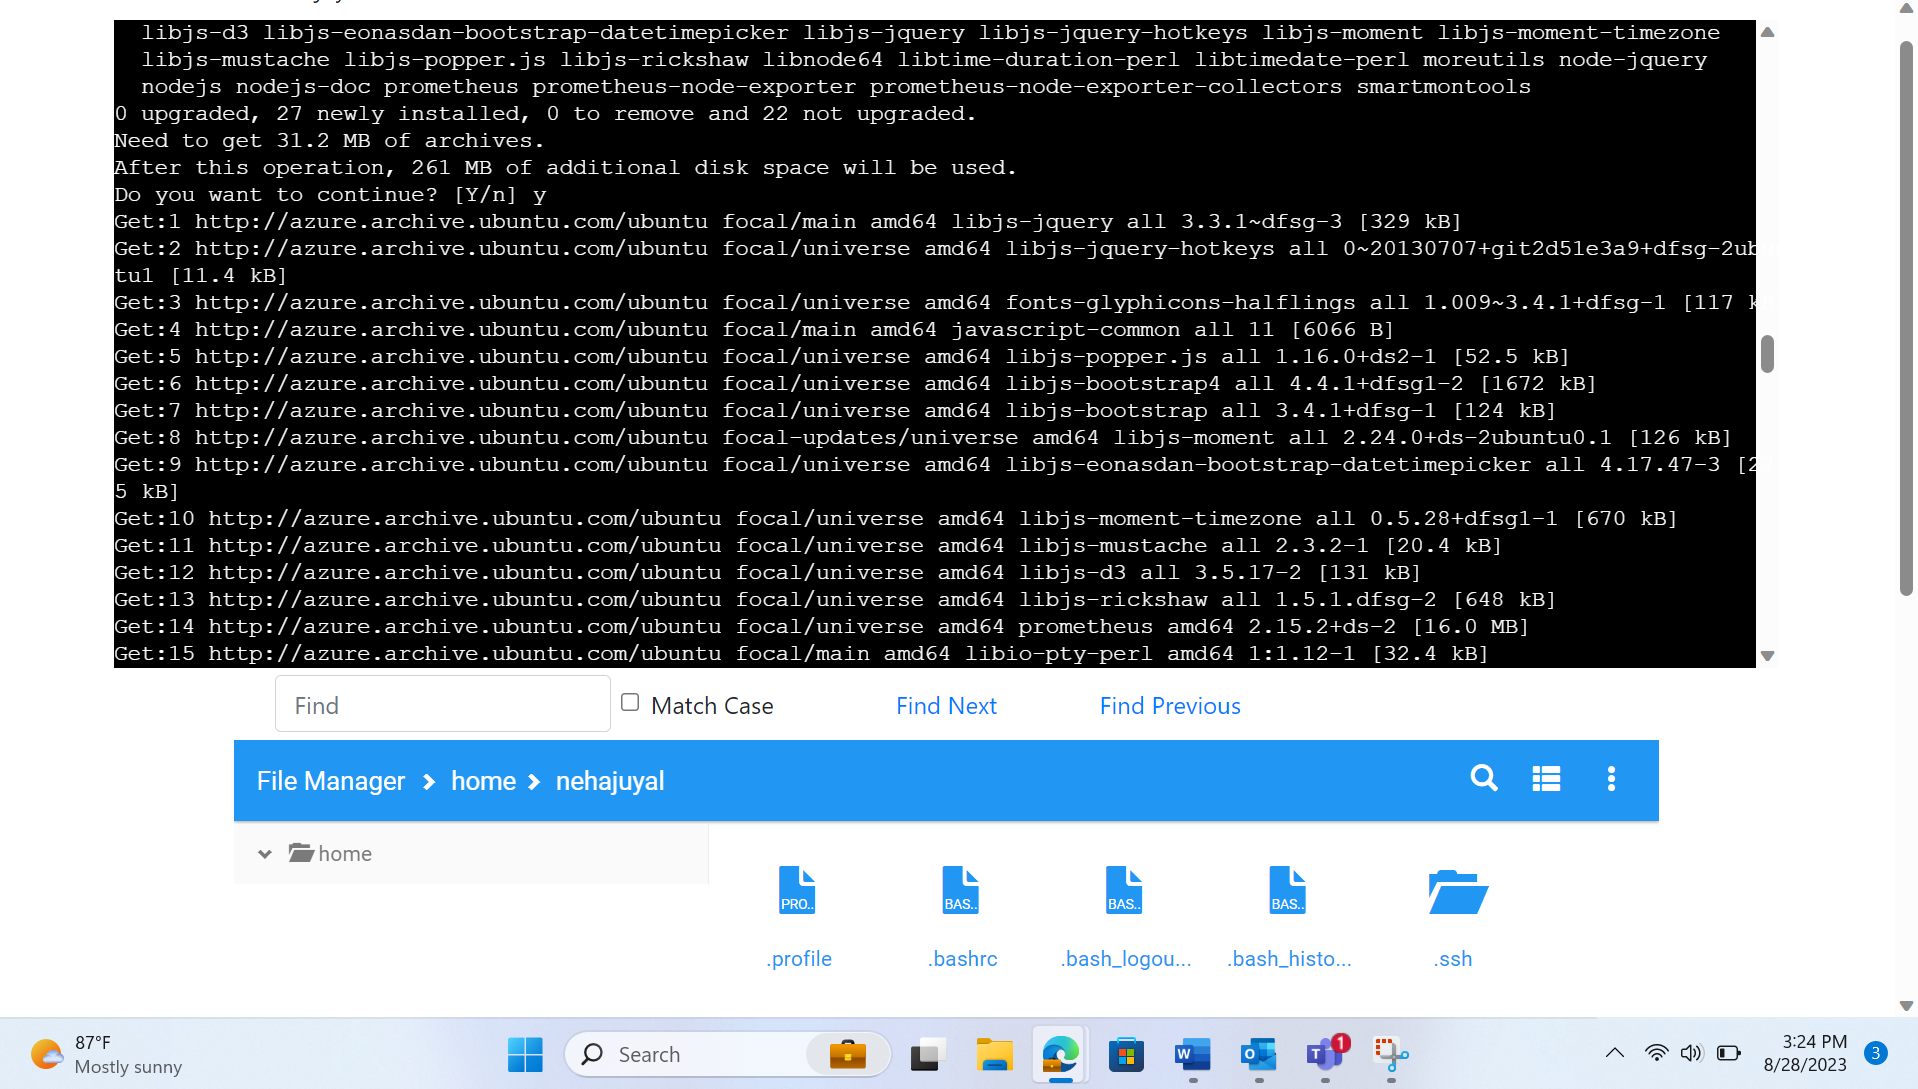 libjs-d3 libjs-eonasdan-bootstrap-datetimepicker libjs-jquery libjs-jquery-hotkeys libjs-moment libjs-moment-timezone
libjs-mustache libjs-popper.js libjs-rickshaw libnode64 libtime-duration-perl libtimedate-perl moreutils node-jquery
nodejs nodejs-doc prometheus prometheus-node-exporter prometheus-node-exporter-collectors smartmontools
0 upgraded, 27 newly installed, 0 to remove and 22 not upgraded.
Need to get 31.2 MB of archives.
After this operation, 261 MB of additional disk space will be used.
Do you want to continue? [Y/n] y
Get:1 http://azure.archive.ubuntu.com/ubuntu focal/main amd64 libjs-jquery all 3.3.1~dfsg-3 [329 kB]
Get:2 http://azure.archive.ubuntu.com/ubuntu focal/universe amd64 libjs-jquery-hotkeys all 0~20130707+git2d51e3a9+dfsg-2ub
tu1 [11.4 kB]
Get:3 http://azure.archive.ubuntu.com/ubuntu focal/universe amd64 fonts-glyphicons-halflings all 1.009~3.4.1+dfsg-1 [117 k
Get:4 http://azure.archive.ubuntu.com/ubuntu focal/main amd64 javascript-common all 11 [6066 B]
Get:5 http://azure.archive.ubuntu.com/ubuntu focal/universe amd64 libjs-popper.js all 1.16.0+ds2-1 [52.5 kB]
Get:6 http://azure.archive.ubuntu.com/ubuntu focal/universe amd64 libjs-bootstrap4 all 4.4.1+dfsg1-2 [1672 kB]
Get:7 http://azure.archive.ubuntu.com/ubuntu focal/universe amd64 libjs-bootstrap all 3.4.1+dfsg-1 [124 kB]
Get:8 http://azure.archive.ubuntu.com/ubuntu focal-updates/universe amd64 libjs-moment all 2.24.0+ds-2ubuntu0.1 [126 kB]
Get:9 http://azure.archive.ubuntu.com/ubuntu focal/universe amd64 libjs-eonasdan-bootstrap-datetimepicker all 4.17.47-3 [2
5 kB]
Get:10 http://azure.archive.ubuntu.com/ubuntu focal/universe amd64 libjs-moment-timezone all 0.5.28+dfsg1-1 [670 kB]
Get:11 http://azure.archive.ubuntu.com/ubuntu focal/universe amd64 libjs-mustache all 2.3.2-1 [20.4 kB]
Get:12 http://azure.archive.ubuntu.com/ubuntu focal/universe amd64 libjs-d3 all 3.5.17-2 [131 kB]
Get:13 http://azure.archive.ubuntu.com/ubuntu focal/universe amd64 libjs-rickshaw all 1.5.1.dfsg-2 [648 kB]
Get:14 http://azure.archive.ubuntu.com/ubuntu focal/universe amd64 prometheus amd64 2.15.2+ds-2 [16.0 MB]
Get:15 http://azure.archive.ubuntu.com/ubuntu focal/main amd64 libio-pty-perl amd64 1:1.12-1 [32.4 kB]
Find Match Case Find Next Find Previous
File Manager home nehajuyal
home
PRO.. BAS.. BAS.. BAS..
.profile .bashrc .bash_logou... .bash_histo... .ssh
87°F
Mostly sunny
Search
W O T 1
3:24 PM
8/28/2023
3